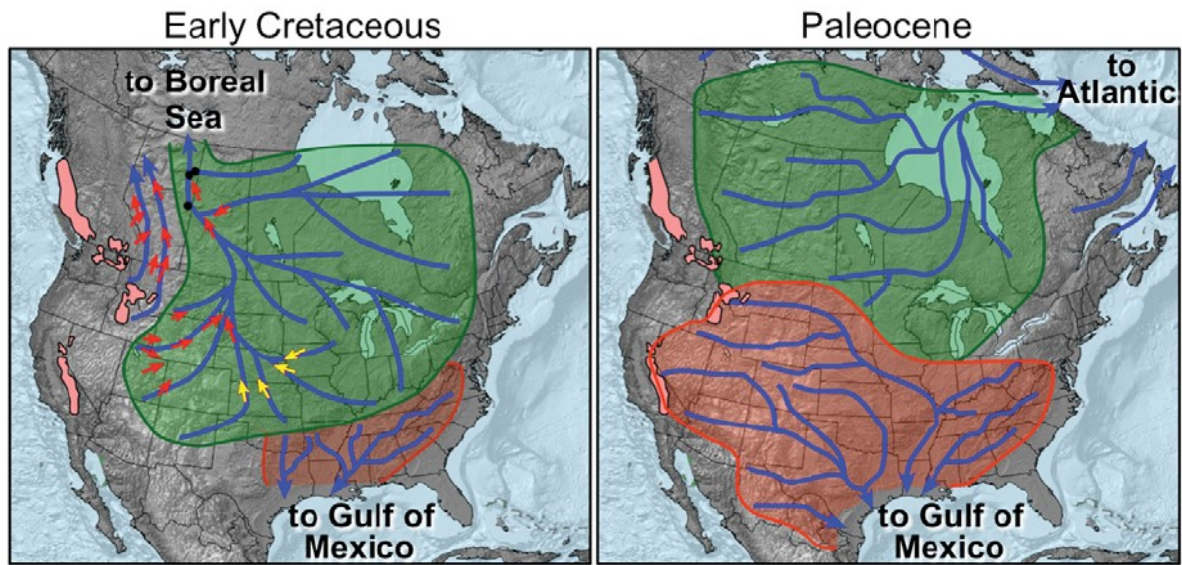 Early Cretaceous
Paleocene
to Boreal
Sea
to Gulf of
Mexico
to
Atlantic
to Gulf of
Mexico